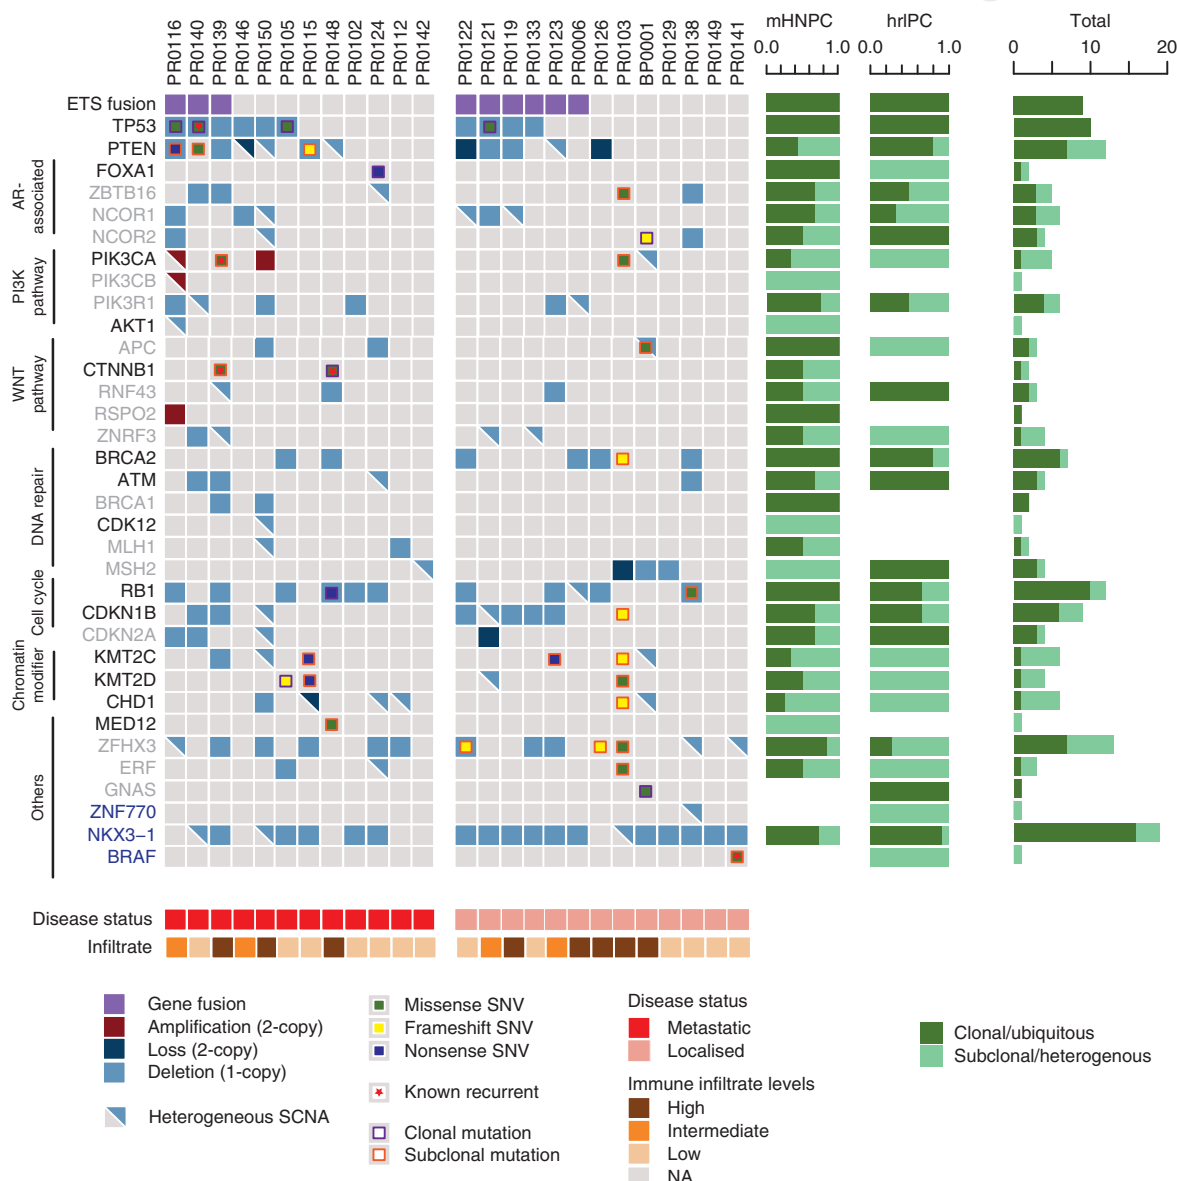 mHNPC hrlPC Total
0.0 1.0 0.0 1.0 0 10 20
PR0116 PR0140 PR0139 PR0146 PR0150 PR0105 PR0115 PR0148 PR0102 PR0124 PR0112 PR0142
PR0122 PR0121 PR0119 PR0133 PR0123 PR0006 PR0126 PR0103 BP0001 PR0129 PR0138 PR0149 PR0141
ETS fusion
TP53
PTEN
AR-
associated
FOXA1
ZBTB16
NCOR1
NCOR2
PI3K
pathway
PIK3CA
PIK3CB
PIK3R1
AKT1
WNT
pathway
APC
CTNNB1
RNF43
RSPO2
ZNRF3
DNA repair
BRCA2
ATM
BRCA1
CDK12
MLH1
MSH2
Cell cycle
RB1
CDKN1B
CDKN2A
Chromatin
modifier
KMT2C
KMT2D
CHD1
Others
MED12
ZFHX3
ERF
GNAS
ZNF770
NKX3−1
BRAF
Disease status
Infiltrate
Gene fusion
Amplification (2-copy)
Loss (2-copy)
Deletion (1-copy)
Heterogeneous SCNA
Missense SNV
Frameshift SNV
Nonsense SNV
Known recurrent
Clonal mutation
Subclonal mutation
Disease status
Metastatic
Localised
Immune infiltrate levels
High
Intermediate
Low
NA
Clonal/ubiquitous
Subclonal/heterogenous